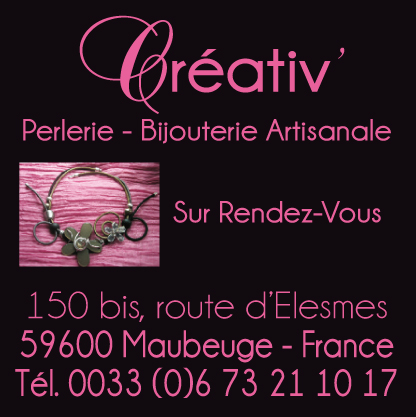 Créativ'
Perlerie - Bijouterie Artisanale
Sur Rendez-Vous
150 bis, route d'Elesmes
59600 Maubeuge - France
Tél. 0033 (0)6 73 21 10 17